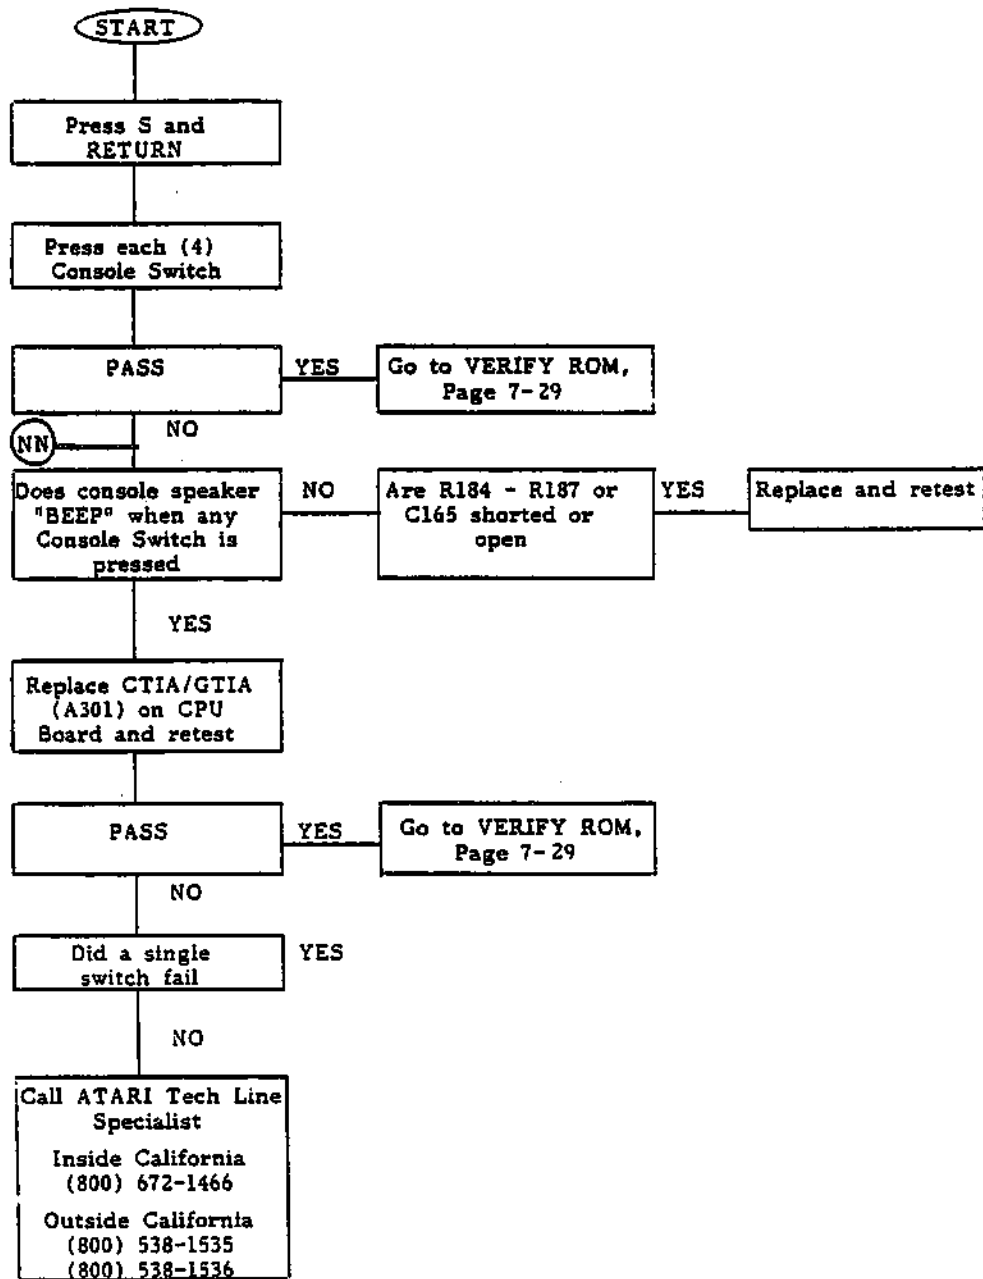 START
Press S and
RETURN
Press each (4)
Console Switch
PASS
YES
Go to VERIFY ROM,
Page 7-29
NO
NN
Does console speaker
"BEEP" when any
Console Switch is
pressed
NO
Are R184 - R187 or
C165 shorted or
open
YES
Replace and retest
YES
Replace CTIA/GTIA
(A301) on CPU
Board and retest
PASS
YES
Go to VERIFY ROM,
Page 7-29
NO
Did a single
switch fail
YES
NO
Call ATARI Tech Line
Specialist
Inside California
(800) 672-1466
Outside California
(800) 538-1535
(800) 538-1536